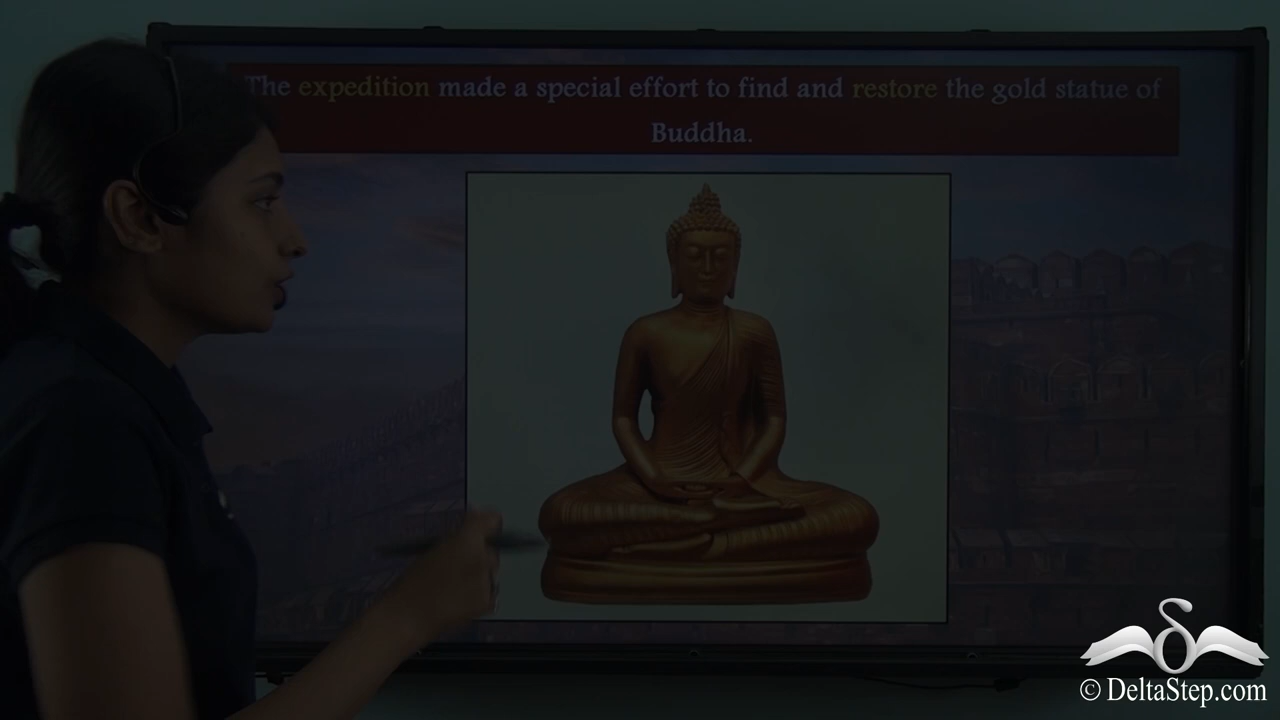 The expedition made a special effort to find and restore the gold statue of
Buddha.
© DeltaStep.com